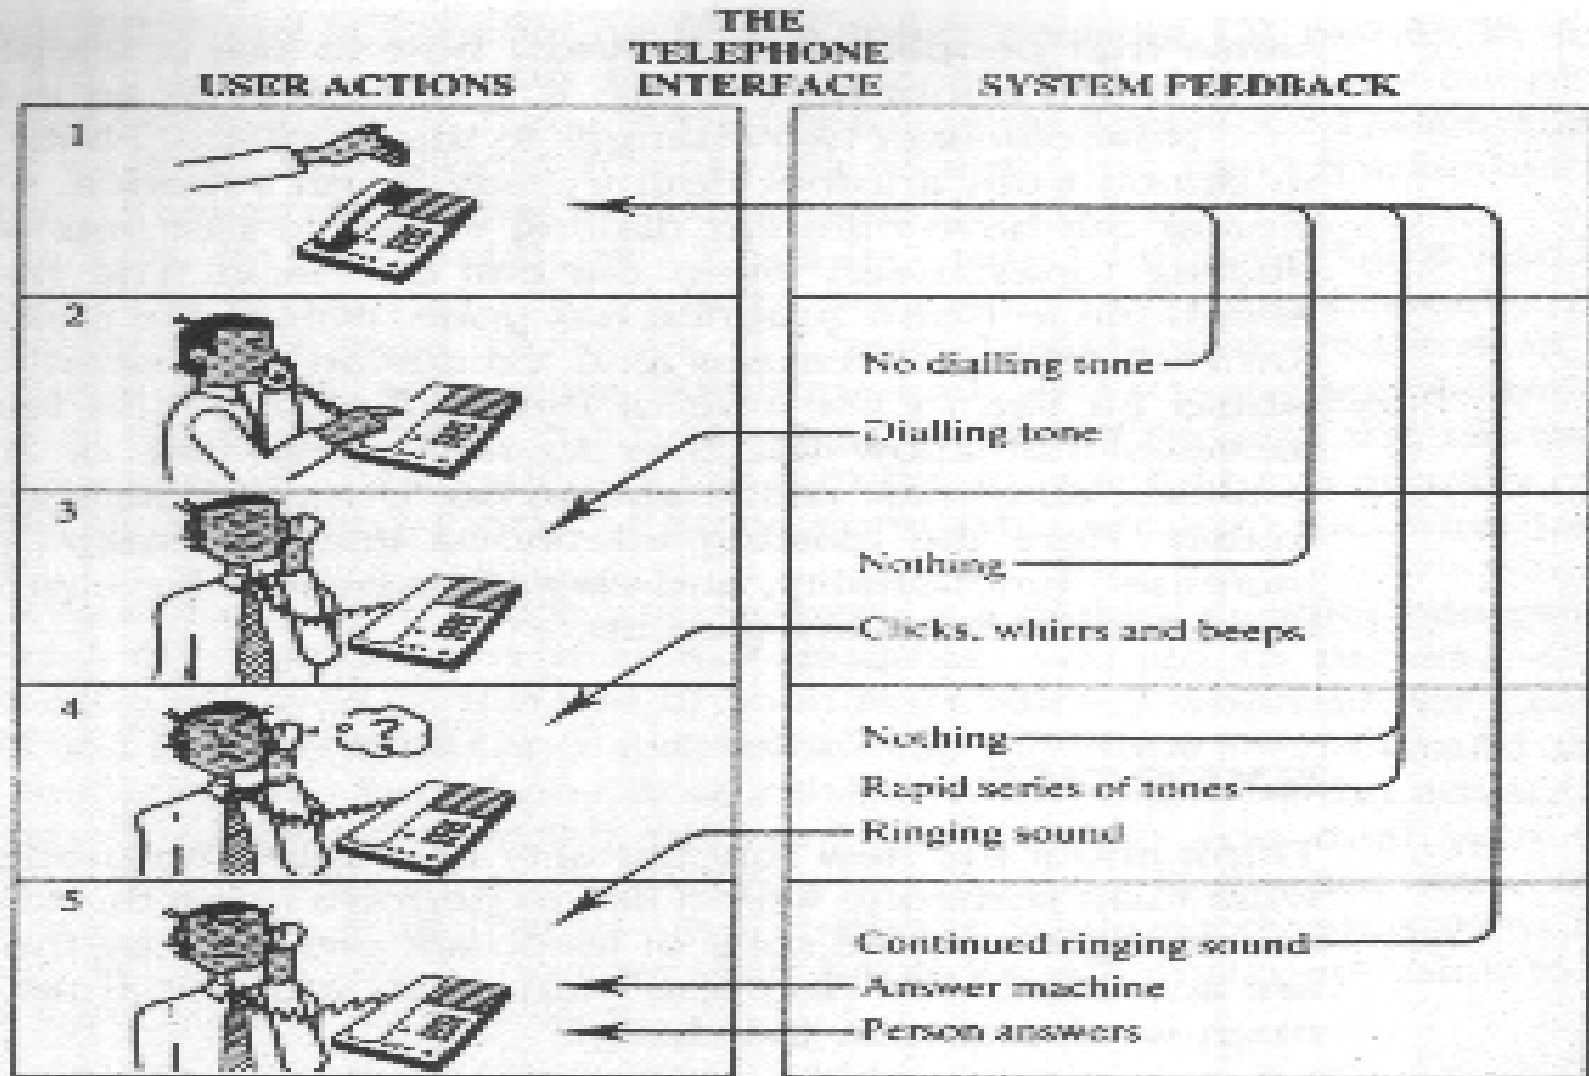 THE
TELEPHONE
USER ACTIONS INTERFACE SYSTEM FEEDBACK
1
2
No dialling tone
Dialling tone
3
Nothing
Clicks, whirrs and beeps
4
?
Nothing
Rapid series of tones
Ringing sound
5
Continued ringing sound
Answer machine
Person answers